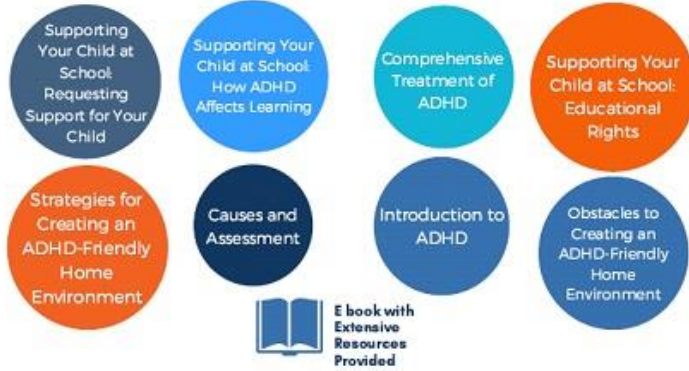 Supporting
Your Child at
School:
Requesting
Support for Your
Child
Supporting Your
Child at School:
How ADHD
Affects Learning
Comprehensive
Treatment of
ADHD
Supporting Your
Child at School:
Educational
Rights
Strategies for
Creating an
ADHD-Friendly
Home
Environment
Causes and
Assessment
Introduction to
ADHD
Obstacles to
Creating an
ADHD-Friendly
Home
Environment
E book with
Extensive
Resources
Provided